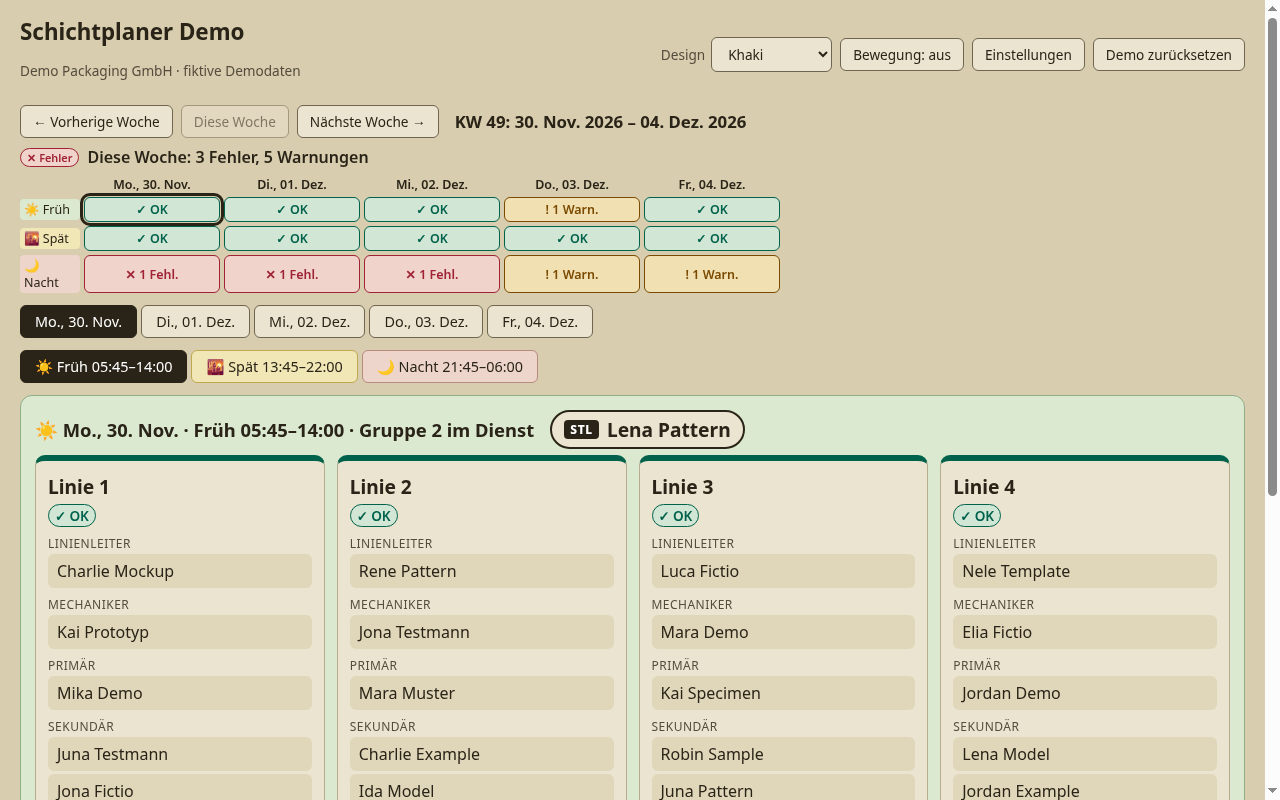 Schichtplaner Demo
Demo Packaging GmbH · fiktive Demodaten
Design Khaki Bewegung: aus Einstellungen Demo zurücksetzen
← Vorherige Woche Diese Woche Nächste Woche → KW 49: 30. Nov. 2026 – 04. Dez. 2026
✕ Fehler Diese Woche: 3 Fehler, 5 Warnungen
Mo., 30. Nov. Di., 01. Dez. Mi., 02. Dez. Do., 03. Dez. Fr., 04. Dez.
☀️ Früh ✓ OK ✓ OK ✓ OK ! 1 Warn. ✓ OK
🌇 Spät ✓ OK ✓ OK ✓ OK ✓ OK ✓ OK
🌙 Nacht ✕ 1 Fehl. ✕ 1 Fehl. ✕ 1 Fehl. ! 1 Warn. ! 1 Warn.
Mo., 30. Nov. Di., 01. Dez. Mi., 02. Dez. Do., 03. Dez. Fr., 04. Dez.
☀️ Früh 05:45–14:00 🌇 Spät 13:45–22:00 🌙 Nacht 21:45–06:00
☀️ Mo., 30. Nov. · Früh 05:45–14:00 · Gruppe 2 im Dienst STL Lena Pattern
Linie 1 Linie 2 Linie 3 Linie 4
✓ OK ✓ OK ✓ OK ✓ OK
LINIENLEITER LINIENLEITER LINIENLEITER LINIENLEITER
Charlie Mockup Rene Pattern Luca Fictio Nele Template
MECHANIKER MECHANIKER MECHANIKER MECHANIKER
Kai Prototyp Jona Testmann Mara Demo Elia Fictio
PRIMÄR PRIMÄR PRIMÄR PRIMÄR
Mika Demo Mara Muster Kai Specimen Jordan Demo
SEKUNDÄR SEKUNDÄR SEKUNDÄR SEKUNDÄR
Juna Testmann Charlie Example Robin Sample Lena Model
Jona Fictio Ida Model Juna Pattern Jordan Example